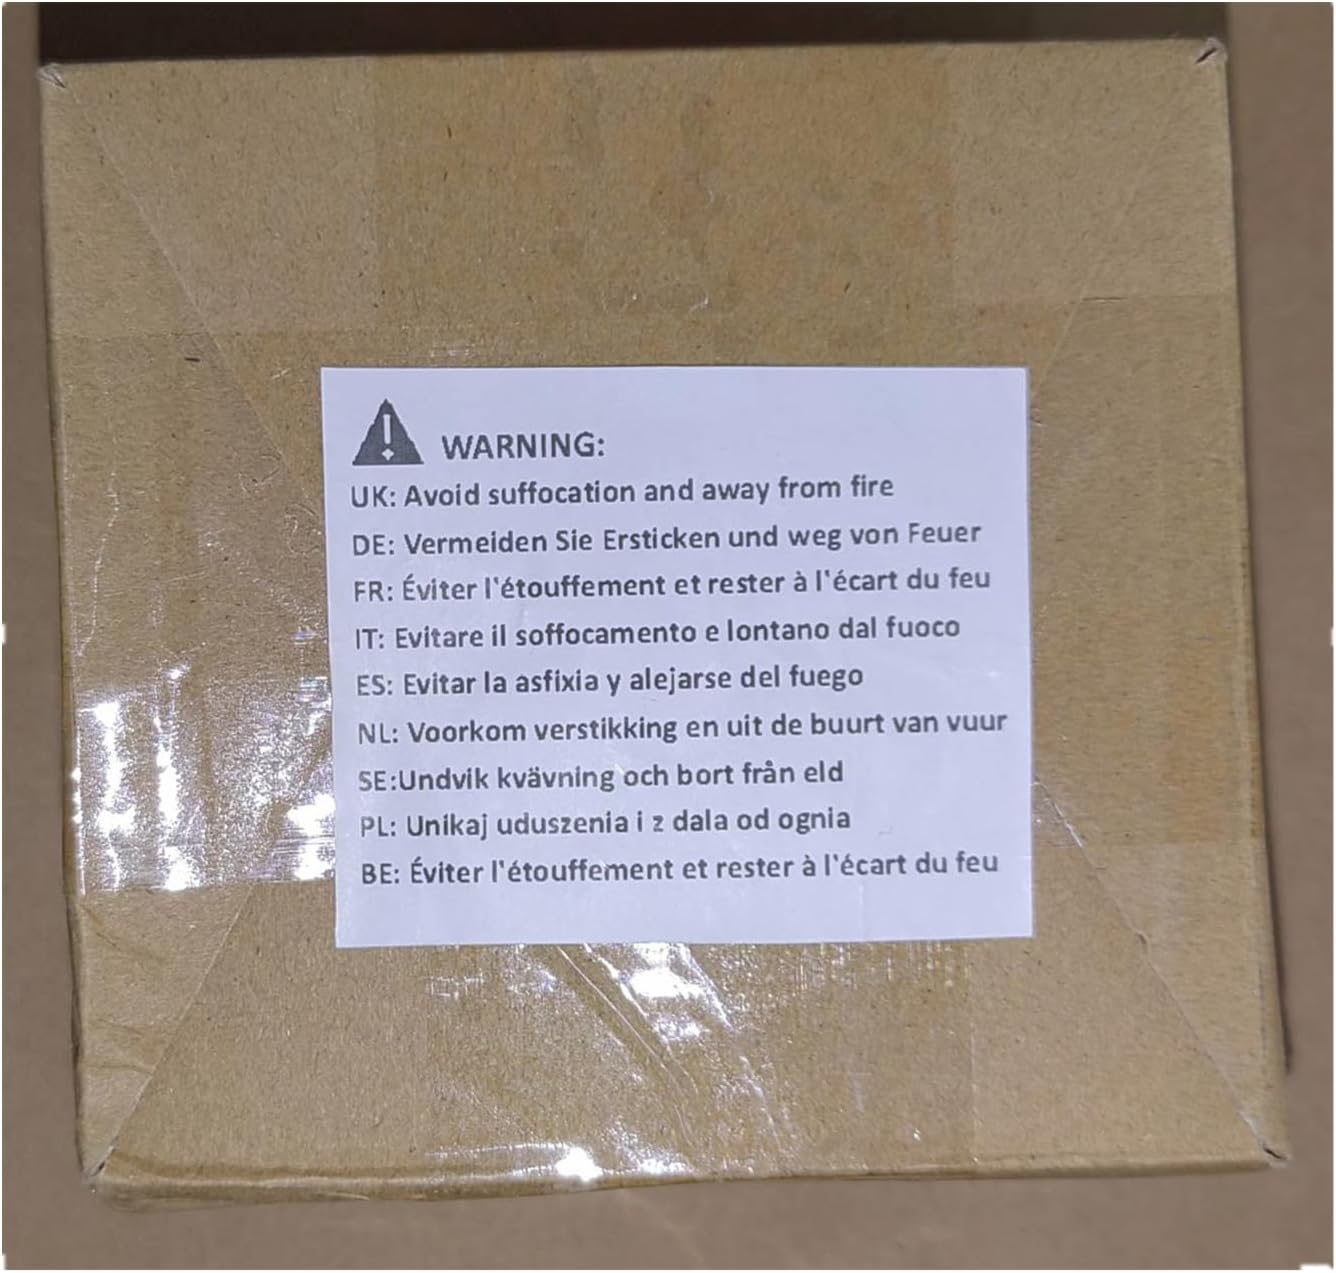 WARNING:
UK: Avoid suffocation and away from fire
DE: Vermeiden Sie Ersticken und weg von Feuer
FR: Éviter l'étouffement et rester à l'écart du feu
IT: Evitare il soffocamento e lontano dal fuoco
ES: Evitar la asfixia y alejarse del fuego
NL: Voorkom verstikking en uit de buurt van vuur
SE:Undvik kvävning och bort från eld
PL: Unikaj uduszenia i z dala od ognia
BE: Éviter l'étouffement et rester à l'écart du feu